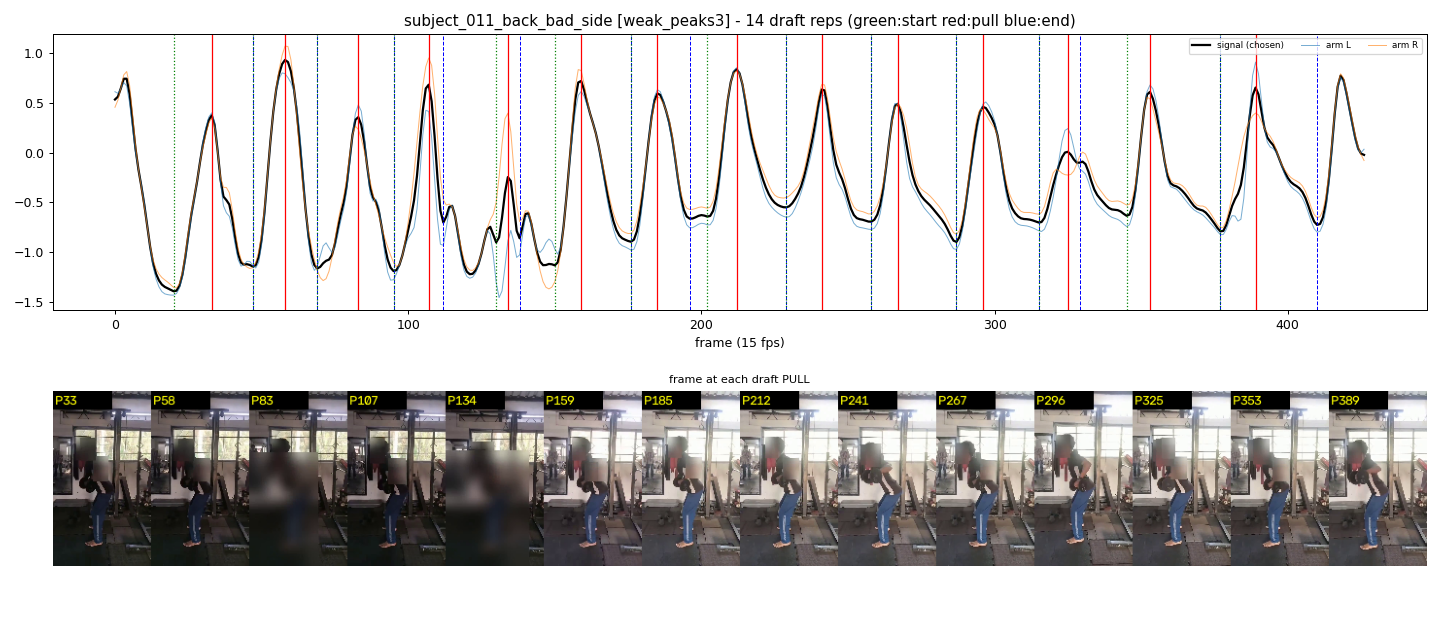 subject_011_back_bad_side [weak_peaks3] - 14 draft reps (green:start red:pull blue:end)
signal (chosen) arm L arm R
1.0
0.5
0.0
−0.5
−1.0
−1.5
0 100 200 300 400
frame (15 fps)
frame at each draft PULL
P33 P58 P83 P107 P134 P159 P185 P212 P241 P267 P296 P325 P353 P389